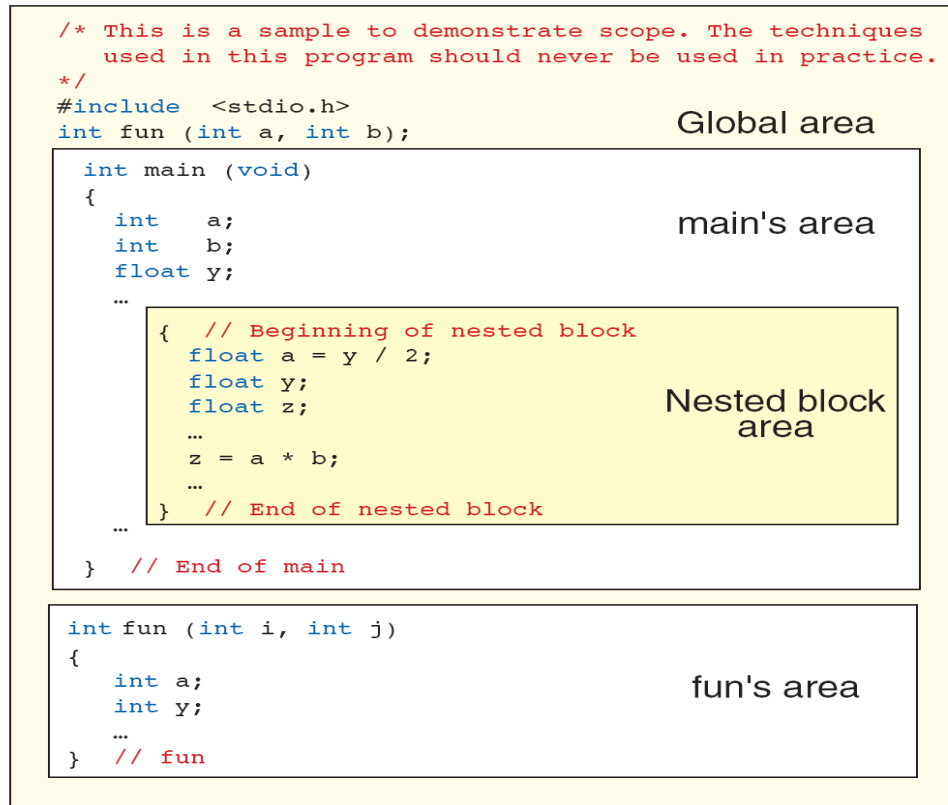 /* This is a sample to demonstrate scope. The techniques
used in this program should never be used in practice.
*/
#include <stdio.h>
int fun (int a, int b);
Global area
int main (void)
{
int a;
main's area
int b;
float y;
…
{ // Beginning of nested block
float a = y / 2;
float y;
float z;
Nested block
area
…
z = a * b;
…
} // End of nested block
…
} // End of main
int fun (int i, int j)
{
int a;
fun's area
int y;
…
} // fun